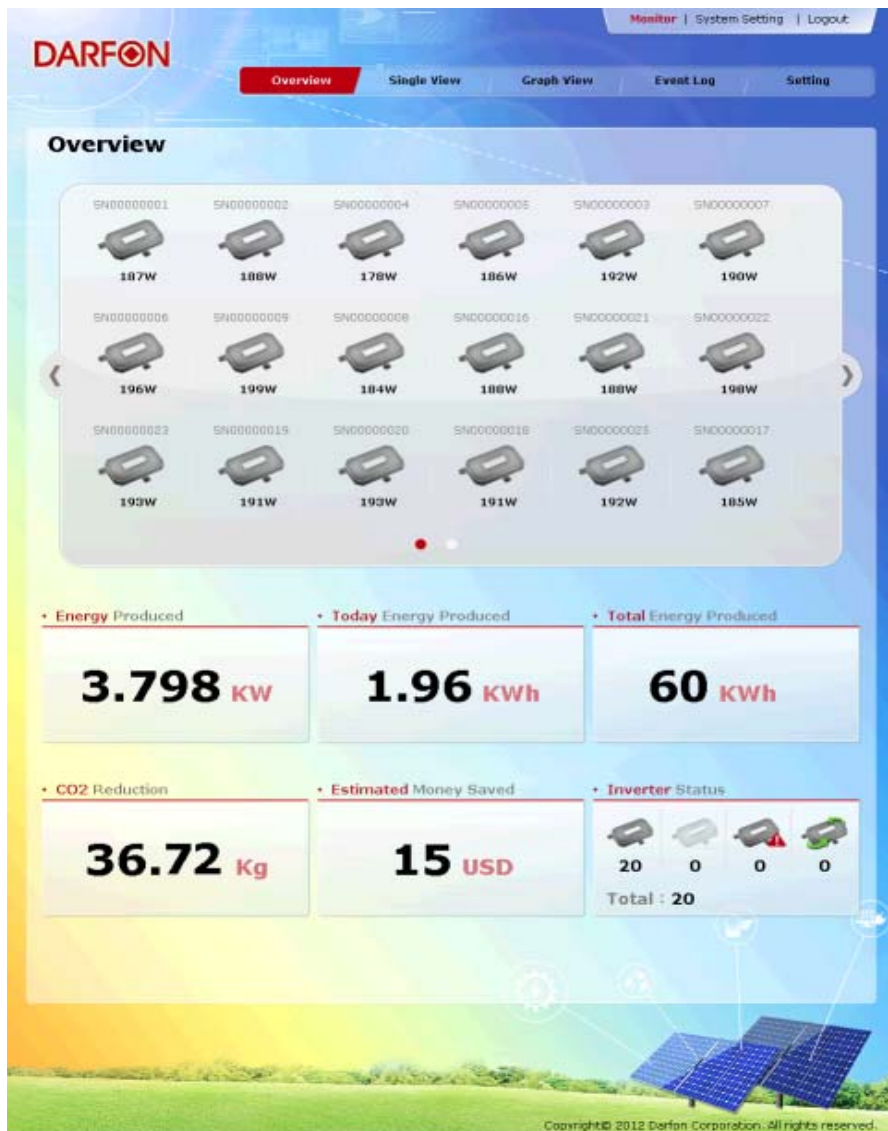 Monitor | System Setting | Logout
DARFON
Overview Single View Graph View Event Log Setting
Overview
SN00000001 SN00000002 SN00000004 SN00000005 SN00000003 SN00000007
187W 188W 178W 186W 192W 190W
SN00000006 SN00000009 SN00000008 SN00000016 SN00000021 SN00000022
196W 199W 184W 188W 188W 198W
SN00000023 SN00000019 SN00000020 SN00000018 SN00000025 SN00000017
193W 191W 193W 191W 192W 185W
Energy Produced Today Energy Produced Total Energy Produced
3.798 KW 1.96 KWh 60 KWh
CO2 Reduction Estimated Money Saved Inverter Status
36.72 Kg 15 USD 20 0 0 0
Total : 20
Copyright© 2012 Darfon Corporation. All rights reserved.